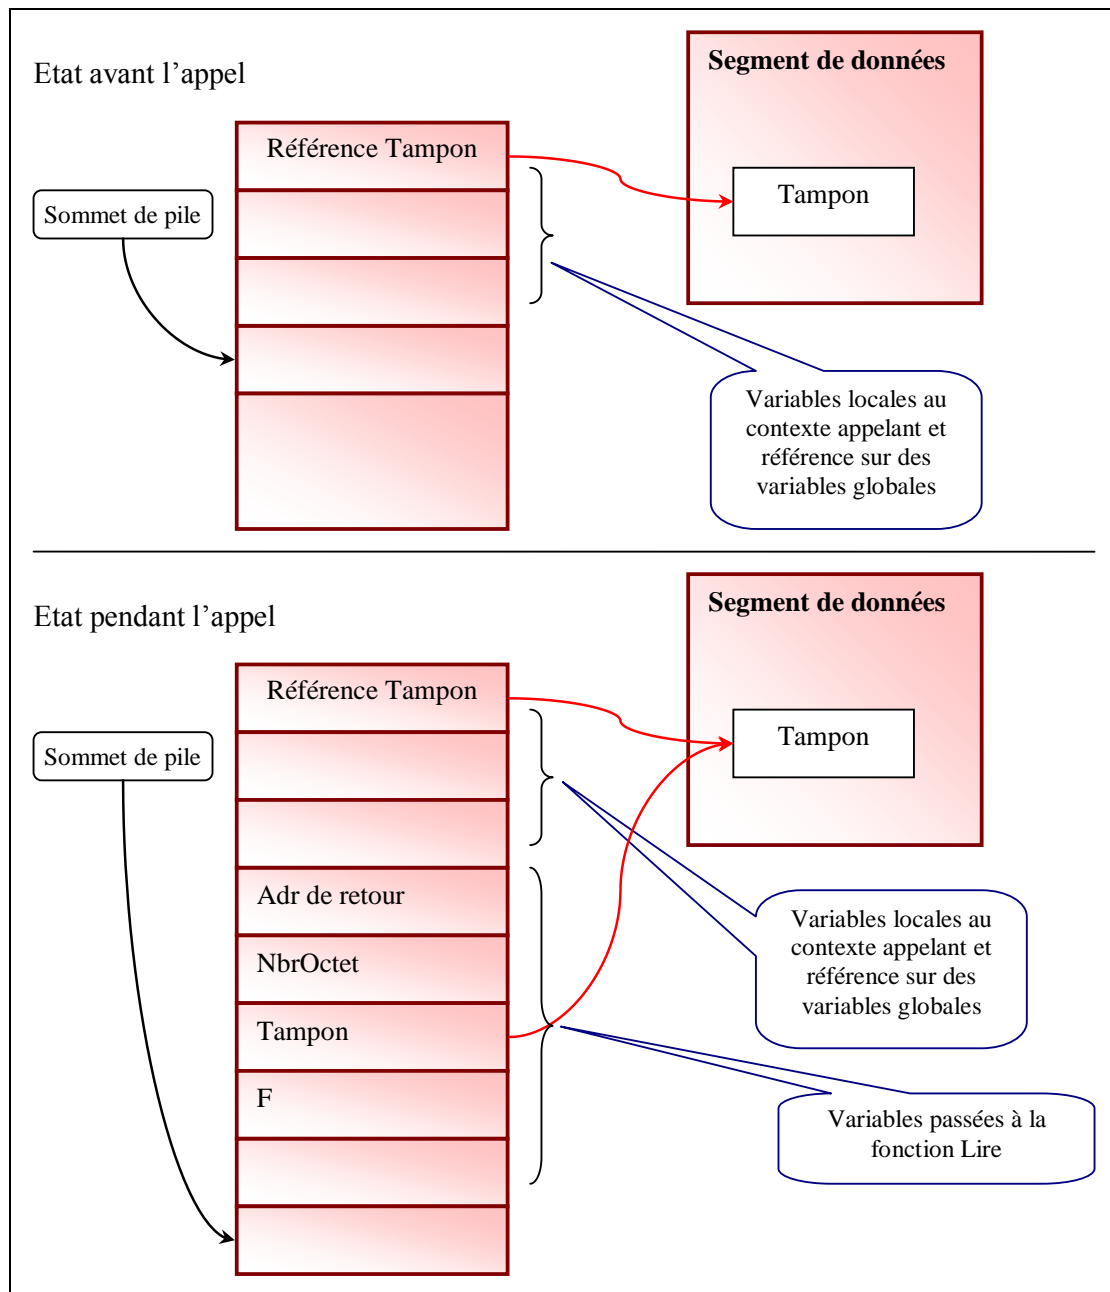 Etat avant l'appel
Segment de données
Référence Tampon
Sommet de pile
Tampon
Variables locales au
contexte appelant et
référence sur des
variables globales
Etat pendant l'appel
Segment de données
Référence Tampon
Sommet de pile
Tampon
Adr de retour
NbrOctet
Tampon
F
Variables locales au
contexte appelant et
référence sur des
variables globales
Variables passées à la
fonction Lire